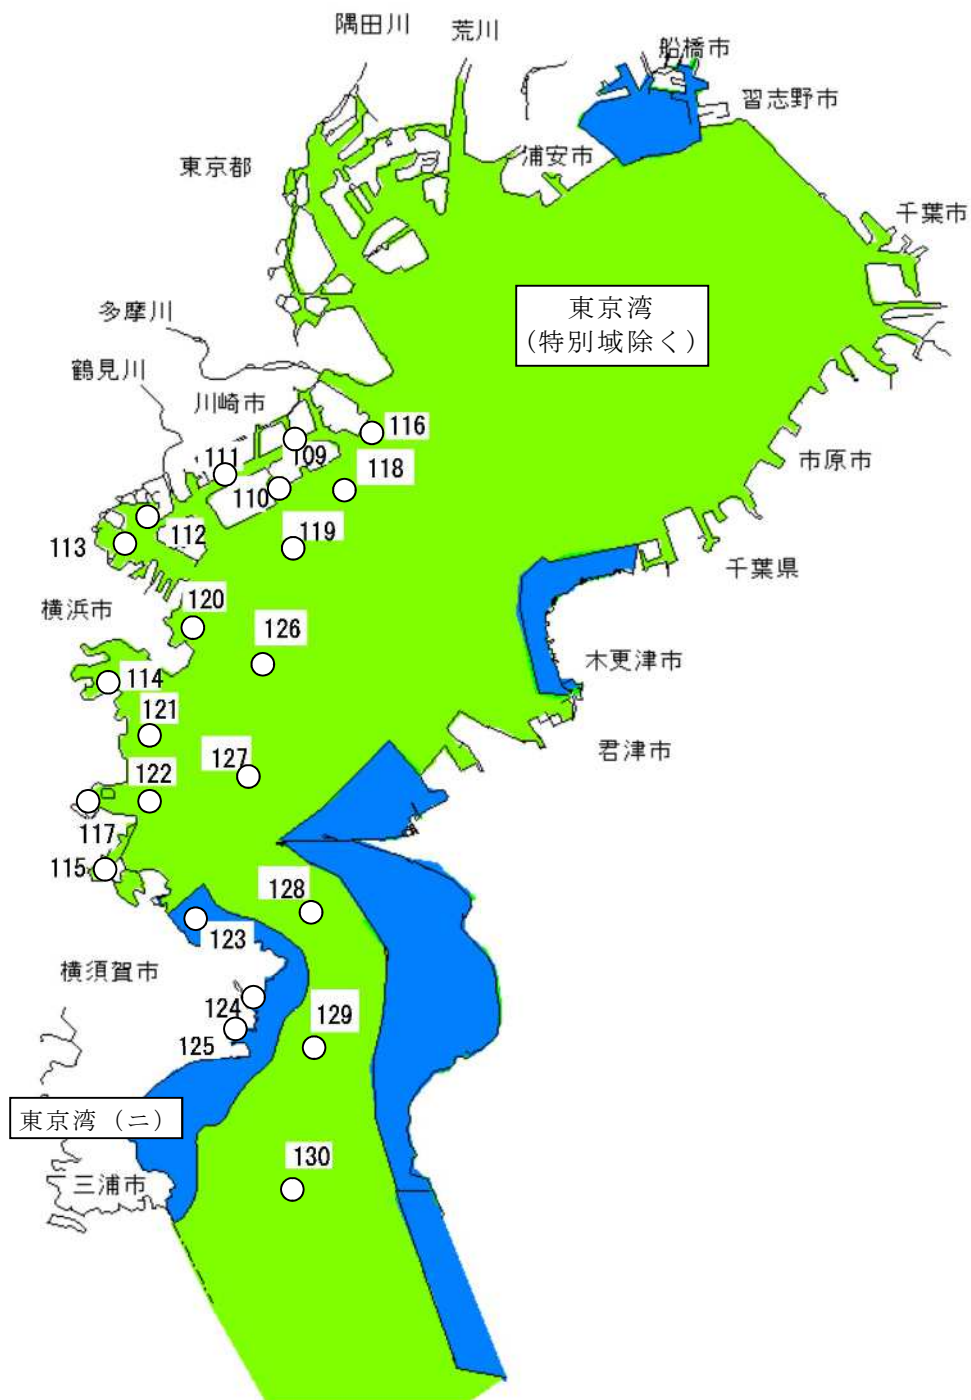 隅田川
荒川
船橋市
習志野市
浦安市
東京都
千葉市
東京湾
(特別域除く)
多摩川
鶴見川
川崎市
116
市原市
111
109
118
110
112
119
113
千葉県
120
横浜市
126
木更津市
114
121
君津市
127
122
117
115
128
123
横須賀市
124
129
125
東京湾（二）
130
三浦市